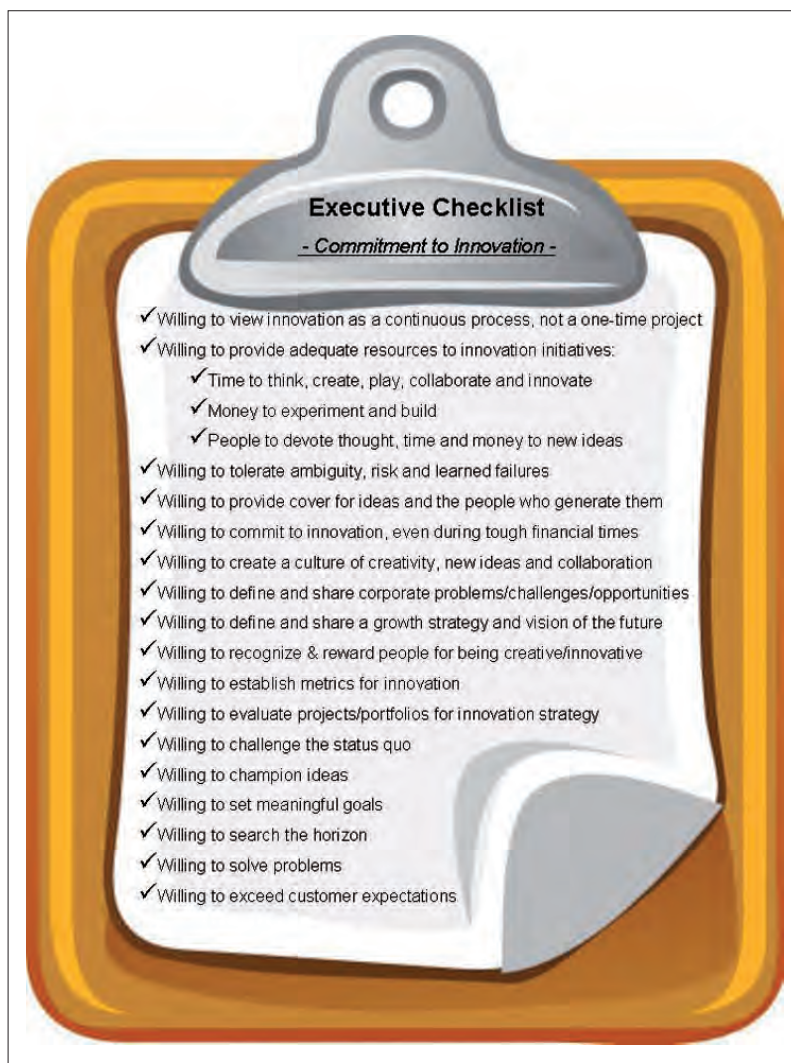 Executive Checklist
- Commitment to Innovation -
✓Willing to view innovation as a continuous process, not a one-time project
✓Willing to provide adequate resources to innovation initiatives:
✓Time to think, create, play, collaborate and innovate
✓Money to experiment and build
✓People to devote thought, time and money to new ideas
✓Willing to tolerate ambiguity, risk and learned failures
✓Willing to provide cover for ideas and the people who generate them
✓Willing to commit to innovation, even during tough financial times
✓Willing to create a culture of creativity, new ideas and collaboration
✓Willing to define and share corporate problems/challenges/opportunities
✓Willing to define and share a growth strategy and vision of the future
✓Willing to recognize & reward people for being creative/innovative
✓Willing to establish metrics for innovation
✓Willing to evaluate projects/portfolios for innovation strategy
✓Willing to challenge the status quo
✓Willing to champion ideas
✓Willing to set meaningful goals
✓Willing to search the horizon
✓Willing to solve problems
✓Willing to exceed customer expectations